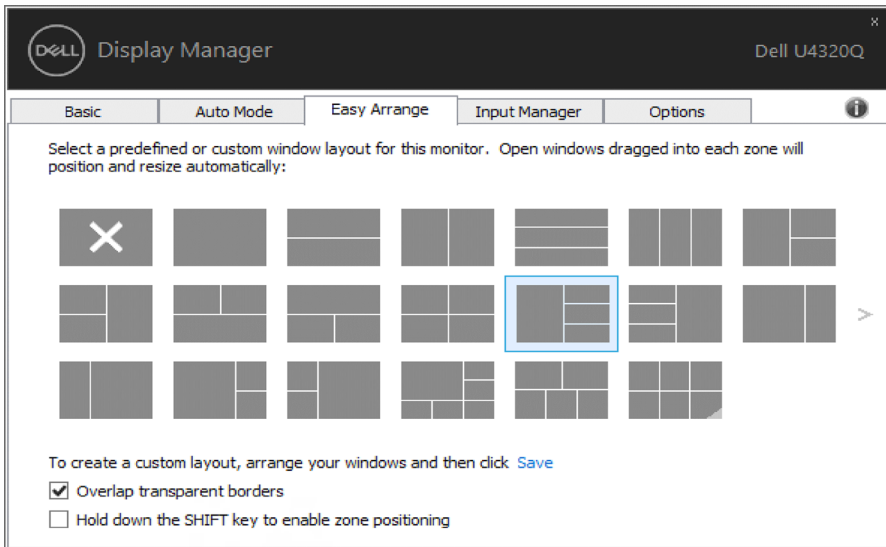 x
DELL Display Manager Dell U4320Q
Basic Auto Mode Easy Arrange Input Manager Options i
Select a predefined or custom window layout for this monitor. Open windows dragged into each zone will
position and resize automatically:
>
To create a custom layout, arrange your windows and then click Save
Overlap transparent borders
Hold down the SHIFT key to enable zone positioning